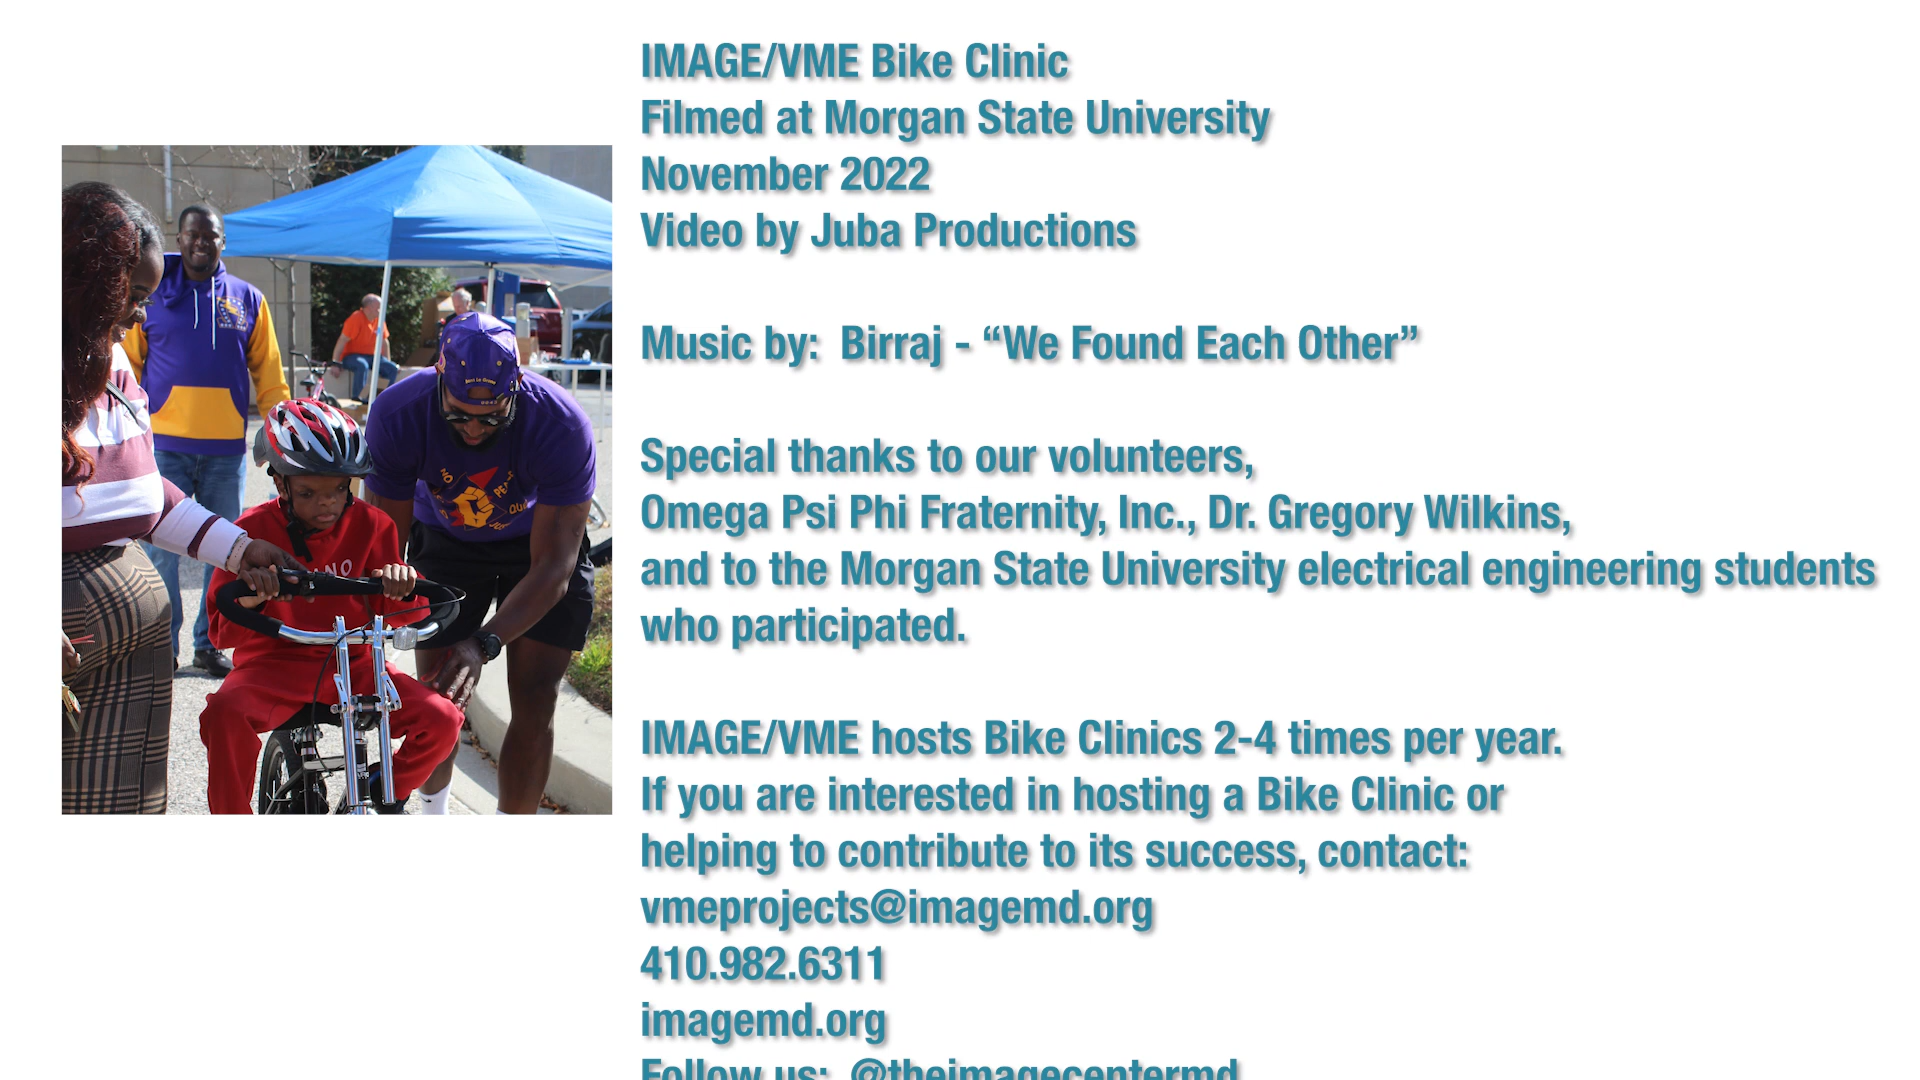 IMAGE/VME Bike Clinic
Filmed at Morgan State University
November 2022
Video by Juba Productions
Music by:  Birraj - “We Found Each Other”
Special thanks to our volunteers,
Omega Psi Phi Fraternity, Inc., Dr. Gregory Wilkins,
and to the Morgan State University electrical engineering students
who participated.
IMAGE/VME hosts Bike Clinics 2-4 times per year.
If you are interested in hosting a Bike Clinic or
helping to contribute to its success, contact:
vmeprojects@imagemd.org
410.982.6311
imagemd.org
Follow us:  @theimagecentermd
NO